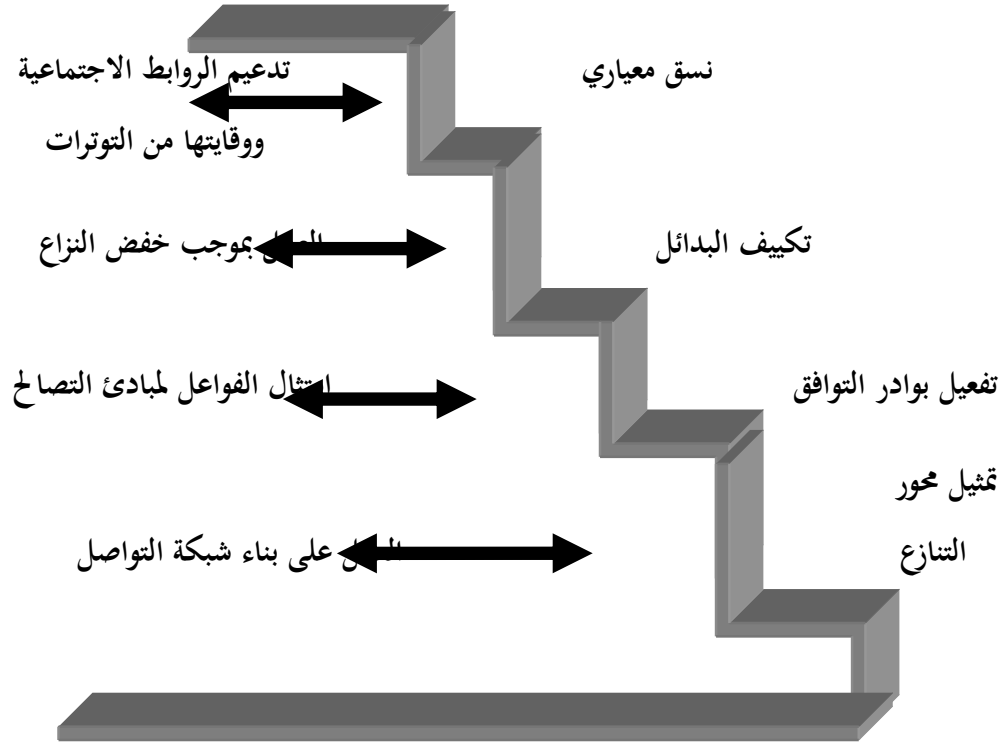 نسق معياري
تدعيم الروابط الاجتماعية
ووقايتها من التوترات
تكييف البدائل
بموجب خفض النزاع
تفعيل بوادر التوافق
امتثال الفواعل لمبادئ التصالح
تمثيل محور
التنازع
على بناء شبكة التواصل